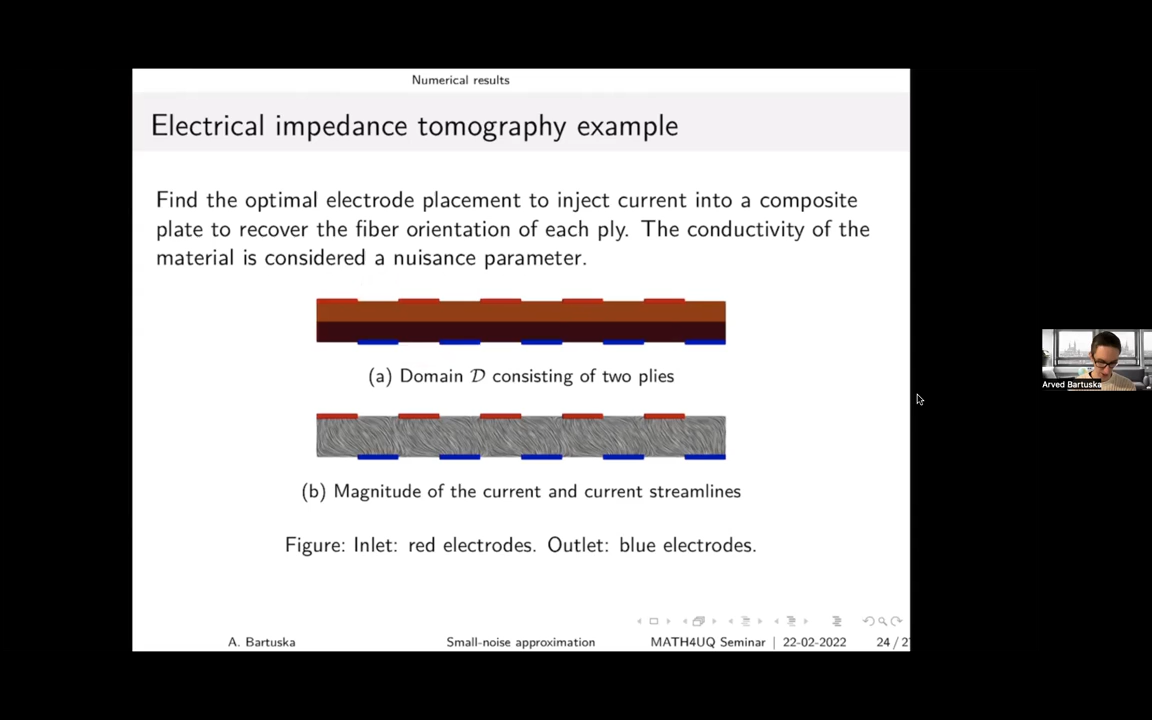 Numerical results
Electrical impedance tomography example
Find the optimal electrode placement to inject current into a composite
plate to recover the fiber orientation of each ply. The conductivity of the
material is considered a nuisance parameter.
(a) Domain 𝒟 consisting of two plies
(b) Magnitude of the current and current streamlines
Figure: Inlet: red electrodes. Outlet: blue electrodes.
A. Bartuska Small-noise approximation MATH4UQ Seminar | 22-02-2022 24 / 2
Arved Bartuska